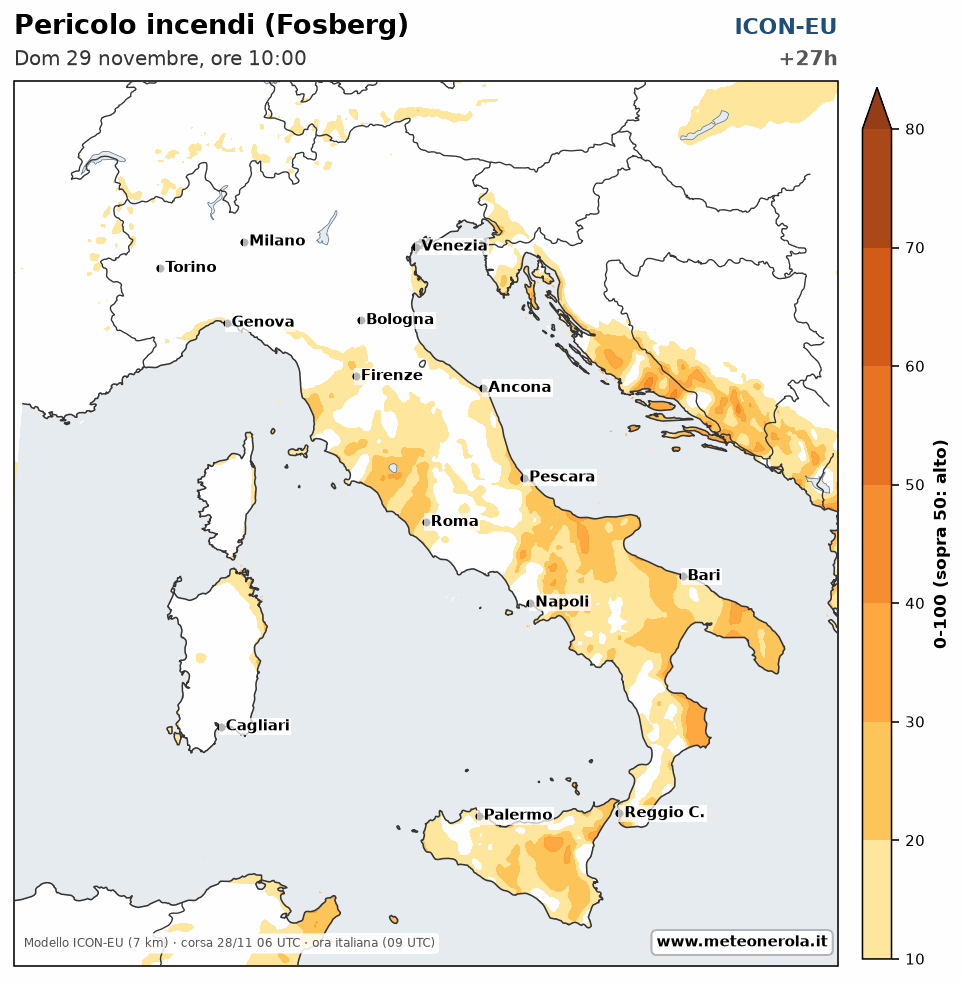 Pericolo incendi (Fosberg)
ICON-EU
Dom 29 novembre, ore 10:00
+27h
80
70
60
50
40
30
20
10
0-100 (sopra 50: alto)
Milano
Venezia
Torino
Genova
Bologna
Firenze
Ancona
Pescara
Roma
Bari
Napoli
Cagliari
Palermo
Reggio C.
Modello ICON-EU (7 km) · corsa 28/11 06 UTC · ora italiana (09 UTC)
www.meteonerola.it